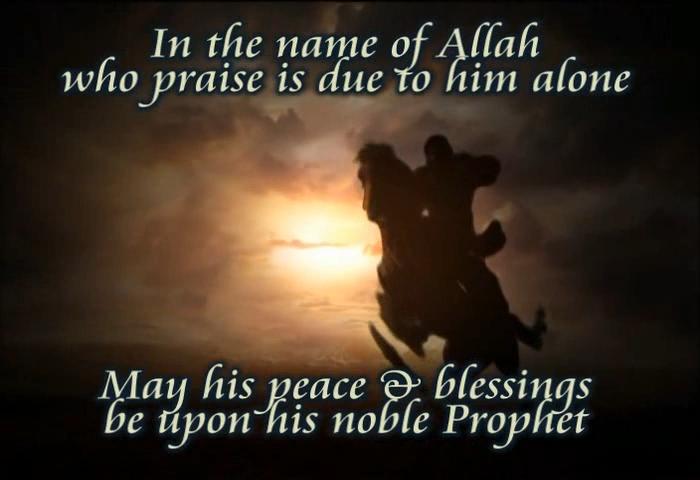 In the name of Allah
who praise is due to him alone
May his peace & blessings
be upon his noble Prophet